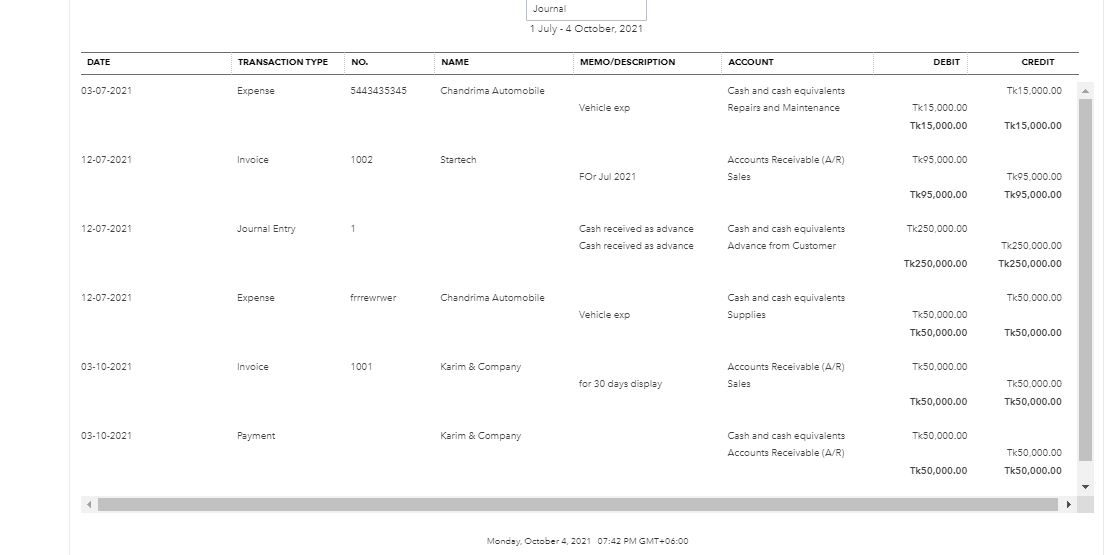 Journal
1 July - 4 October, 2021
DATE TRANSACTION TYPE NO. NAME MEMO/DESCRIPTION ACCOUNT DEBIT CREDIT
03-07-2021 Expense 5443435345 Chandrima Automobile Cash and cash equivalents Tk15,000.00
Vehicle exp Repairs and Maintenance Tk15,000.00
Tk15,000.00 Tk15,000.00
12-07-2021 Invoice 1002 Startech Accounts Receivable (A/R) Tk95,000.00
FOr Jul 2021 Sales Tk95,000.00
Tk95,000.00 Tk95,000.00
12-07-2021 Journal Entry 1 Cash received as advance Cash and cash equivalents Tk250,000.00
Cash received as advance Advance from Customer Tk250,000.00
Tk250,000.00 Tk250,000.00
12-07-2021 Expense frrrewrwer Chandrima Automobile Cash and cash equivalents Tk50,000.00
Vehicle exp Supplies Tk50,000.00
Tk50,000.00 Tk50,000.00
03-10-2021 Invoice 1001 Karim & Company Accounts Receivable (A/R) Tk50,000.00
for 30 days display Sales Tk50,000.00
Tk50,000.00 Tk50,000.00
03-10-2021 Payment Karim & Company Cash and cash equivalents Tk50,000.00
Accounts Receivable (A/R) Tk50,000.00
Tk50,000.00 Tk50,000.00
Monday, October 4, 2021 07:42 PM GMT+06:00